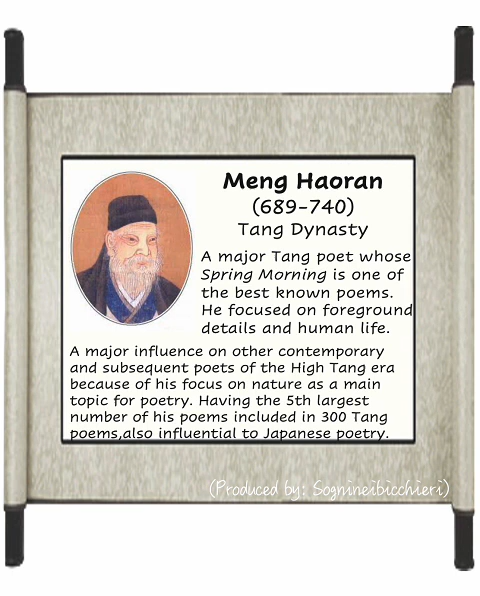 Meng Haoran
(689-740)
Tang Dynasty
A major Tang poet whose
Spring Morning is one of
the best known poems.
He focused on foreground
details and human life.
A major influence on other contemporary
and subsequent poets of the High Tang era
because of his focus on nature as a main
topic for poetry. Having the 5th largest
number of his poems included in 300 Tang
poems,also influential to Japanese poetry.
(Produced by: Sognineibicchieri)